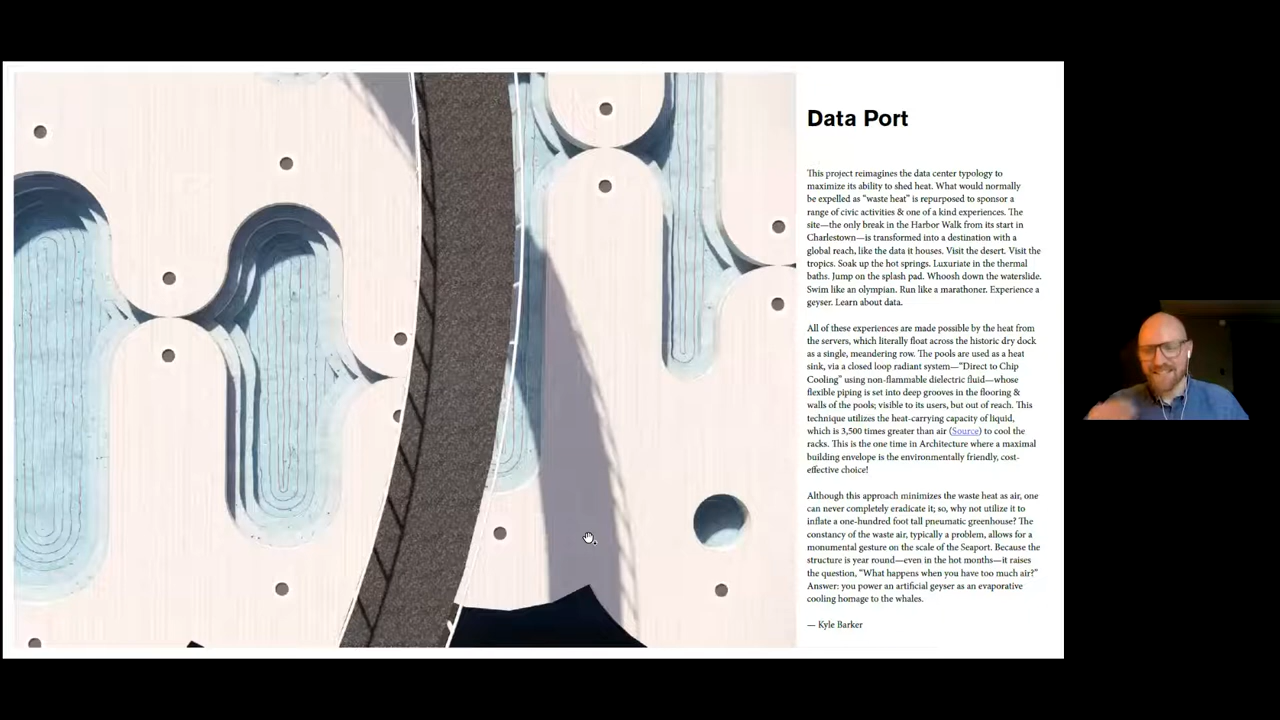 Data Port
This project reimagines the data center typology to
maximize its ability to shed heat. What would normally
be expelled as “waste heat” is repurposed to sponsor a
range of civic activities & one of a kind experiences. The
site—the only break in the Harbor Walk from its start in
Charlestown—is transformed into a destination with a
global reach, like the data it houses. Visit the desert. Visit the
tropics. Soak up the hot springs. Luxuriate in the thermal
baths. Jump on the splash pad. Whoosh down the waterslide.
Swim like an olympian. Run like a marathoner. Experience a
geyser. Learn about data.
All of these experiences are made possible by the heat from
the servers, which literally float across the historic dry dock
as a single, meandering row. The pools are used as a heat
sink, via a closed loop radiant system—“Direct to Chip
Cooling” using non-flammable dielectric fluid—whose
flexible piping is set into deep grooves in the flooring &
walls of the pools; visible to its users, but out of reach. This
technique utilizes the heat-carrying capacity of liquid,
which is 3,500 times greater than air (Source) to cool the
racks. This is the one time in Architecture where a maximal
building envelope is the environmentally friendly, cost-
effective choice!
Although this approach minimizes the waste heat as air, one
can never completely eradicate it; so, why not utilize it to
inflate a one-hundred foot tall pneumatic greenhouse? The
constancy of the waste air, typically a problem, allows for a
monumental gesture on the scale of the Seaport. Because the
structure is year round—even in the hot months—it raises
the question, “What happens when you have too much air?”
Answer: you power an artificial geyser as an evaporative
cooling homage to the whales.
— Kyle Barker